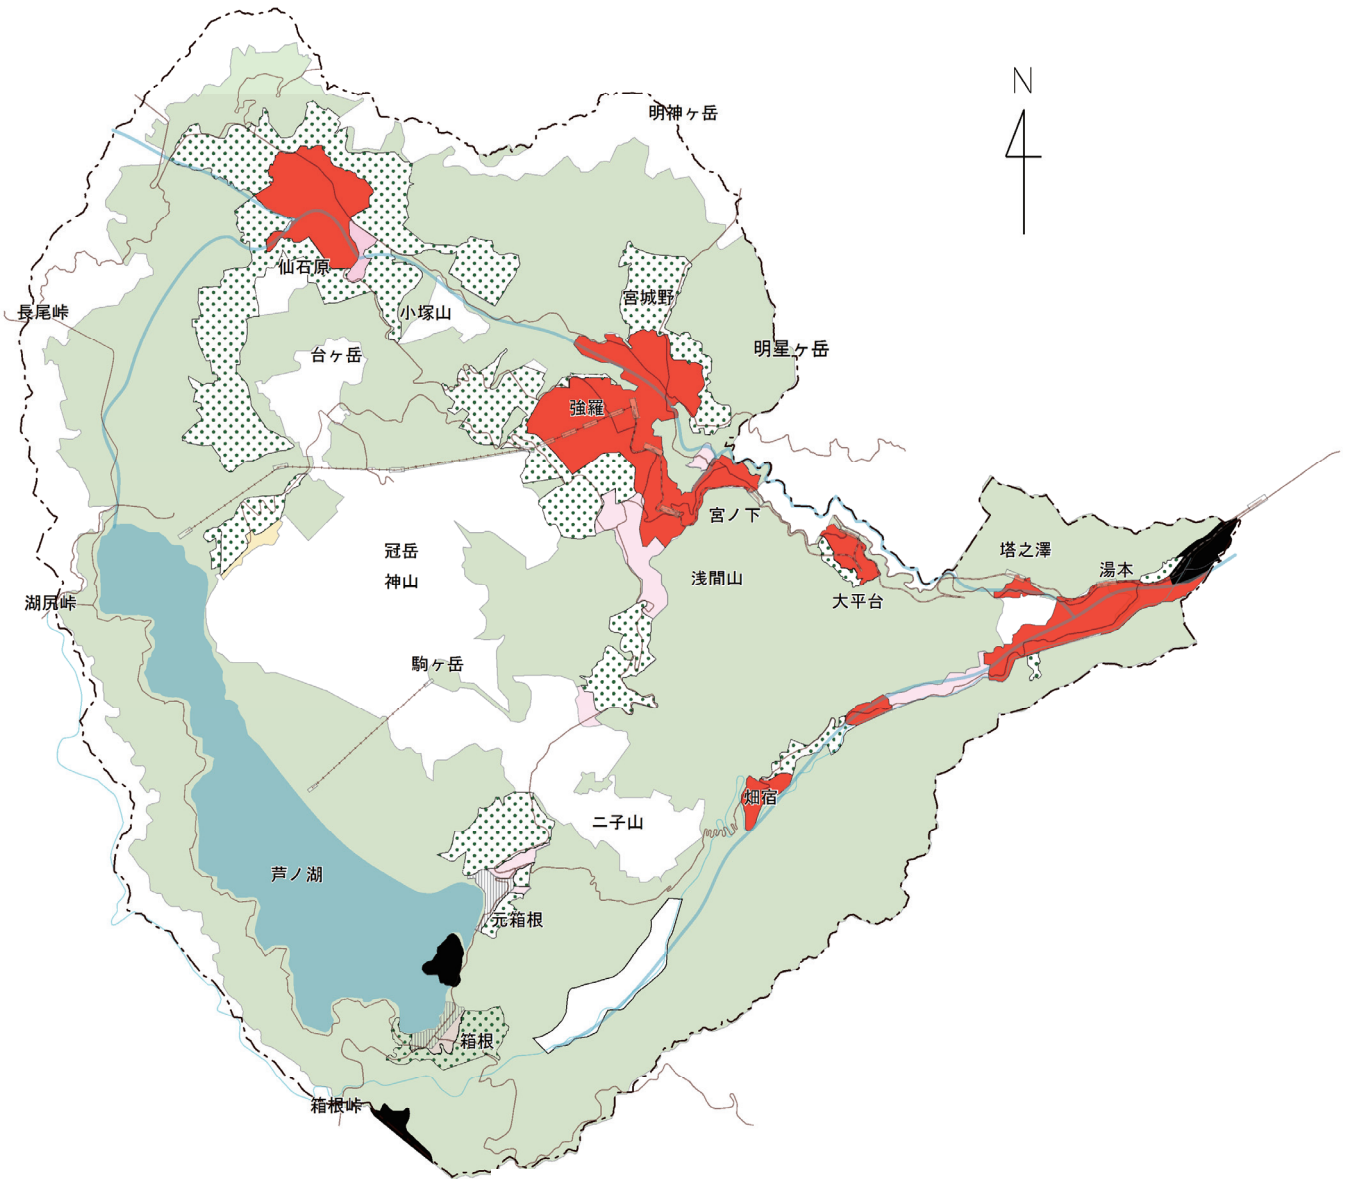 N
明神ヶ岳
仙石原
宮城野
長尾峠
小塚山
明星ヶ岳
台ヶ岳
強羅
宮ノ下
冠岳
神山
浅間山
塔之澤
湯本
大平台
湖尻峠
駒ヶ岳
畑宿
二子山
芦ノ湖
元箱根
箱根
箱根峠